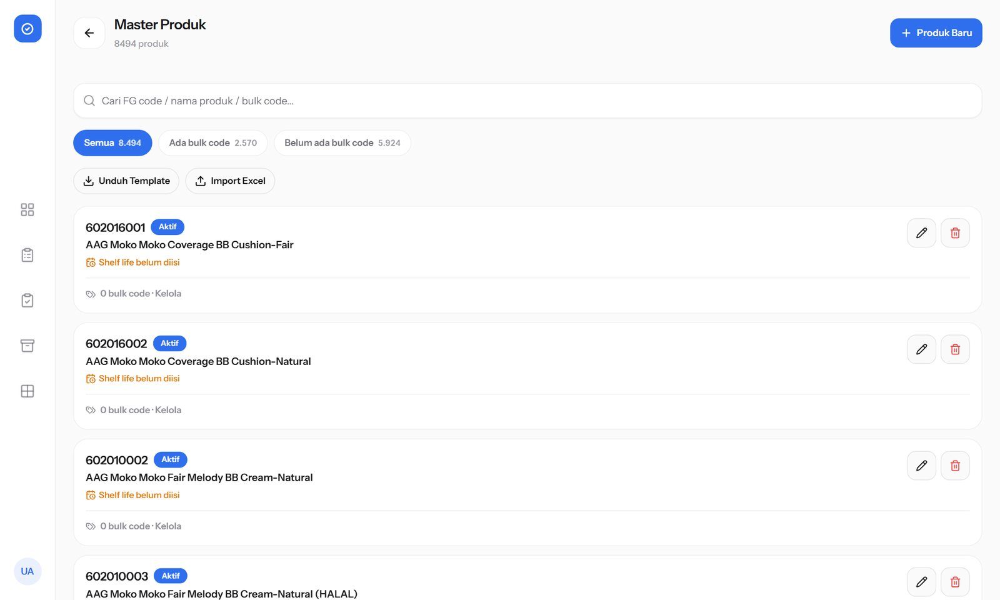 Master Produk
8494 produk
Produk Baru
Cari FG code / nama produk / bulk code...
Semua 8.494
Ada bulk code 2.570
Belum ada bulk code 5.924
Unduh Template
Import Excel
602016001 Aktif
AAG Moko Moko Coverage BB Cushion-Fair
Shelf life belum diisi
0 bulk code · Kelola
602016002 Aktif
AAG Moko Moko Coverage BB Cushion-Natural
Shelf life belum diisi
0 bulk code · Kelola
602010002 Aktif
AAG Moko Moko Fair Melody BB Cream-Natural
Shelf life belum diisi
0 bulk code · Kelola
602010003 Aktif
AAG Moko Moko Fair Melody BB Cream-Natural (HALAL)
UA